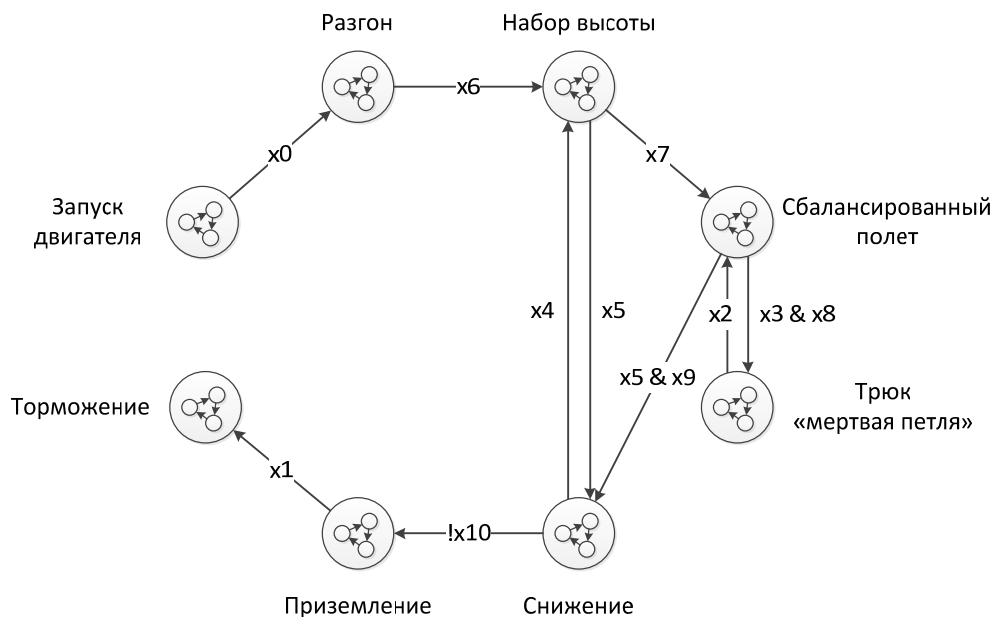 Разгон
Набор высоты
x6
x0
x7
Запуск
двигателя
Сбалансированный
полет
x4
x5
x2
x3 & x8
x5 & x9
Торможение
Трюк
«мертвая петля»
x1
!x10
Приземление
Снижение